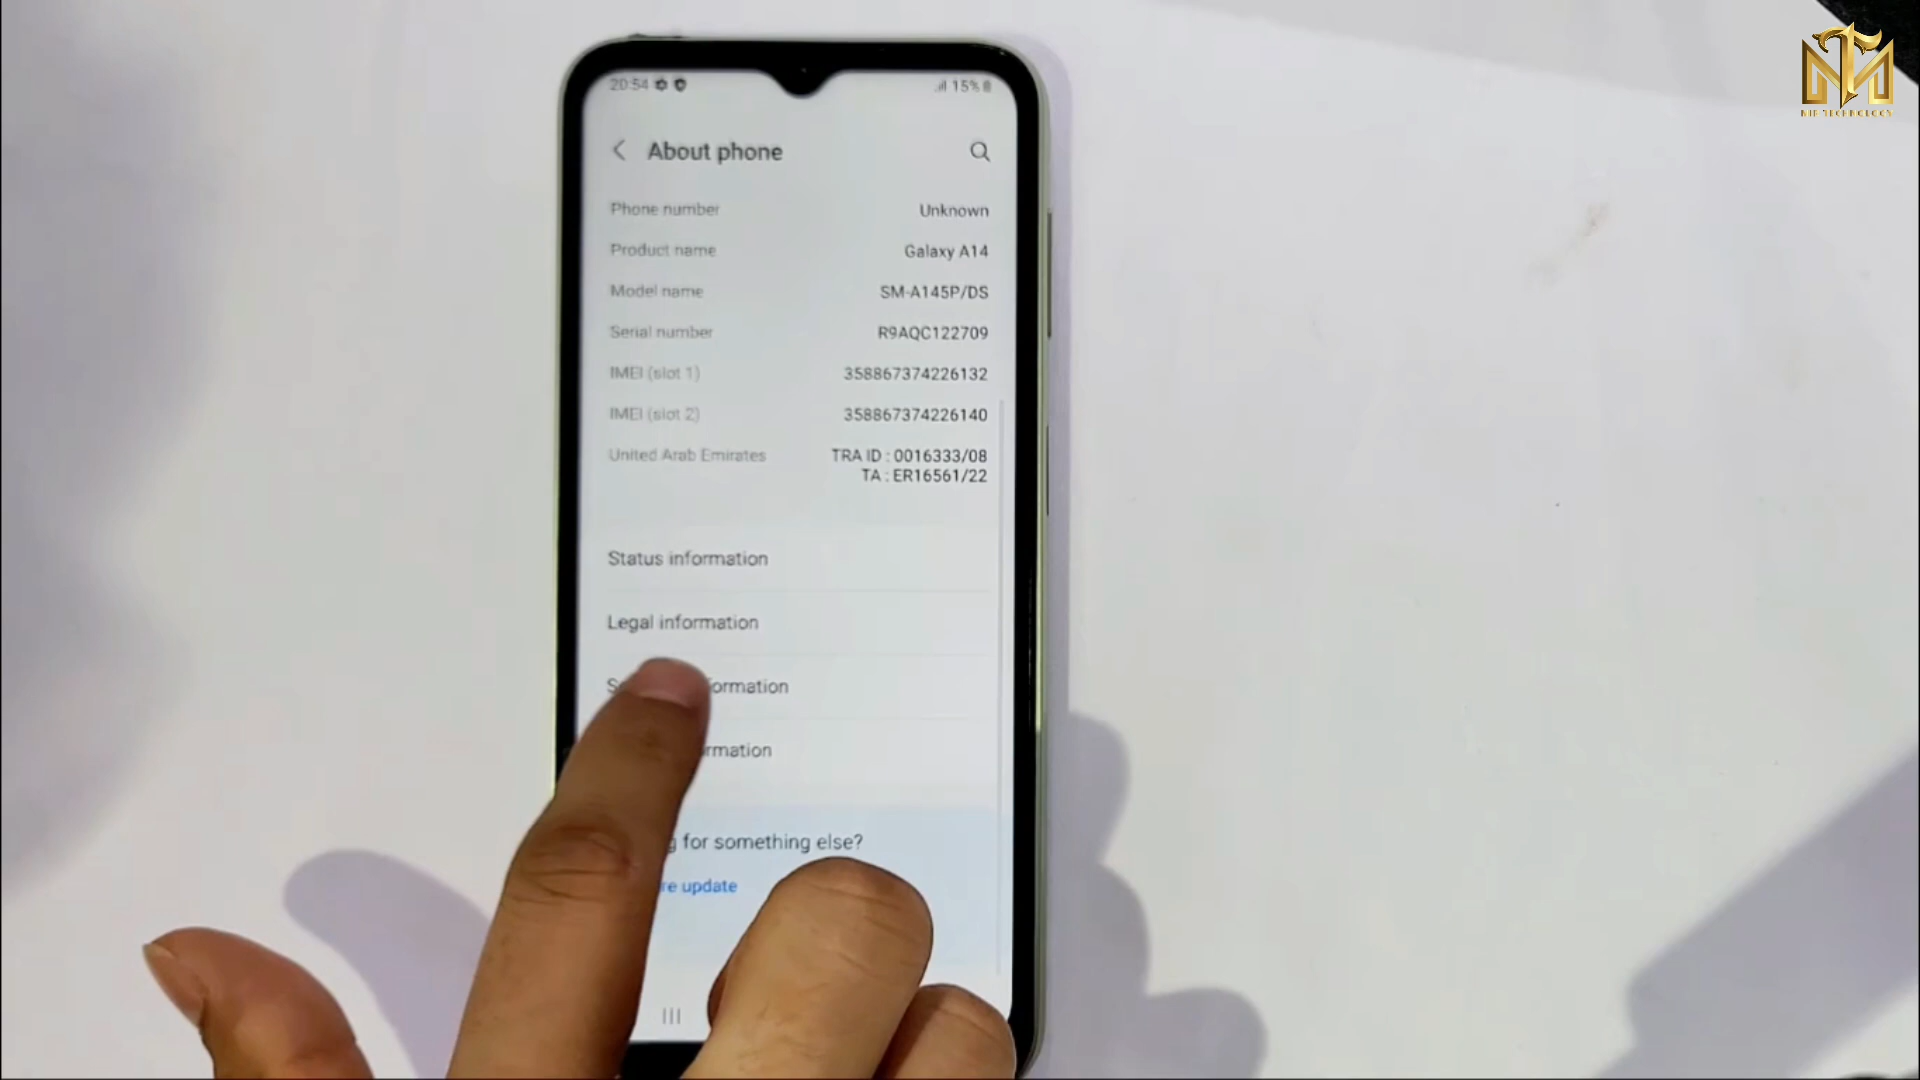 20:54 15%
About phone
Phone number Unknown
Product name Galaxy A14
Model name SM-A145P/DS
Serial number R9AQC122709
IMEI (slot 1) 358867374226132
IMEI (slot 2) 358867374226140
United Arab Emirates TRA ID : 0016333/08
TA : ER16561/22
Status information
Legal information
ormation
rmation
for something else?
re update
TECHNOLOGY